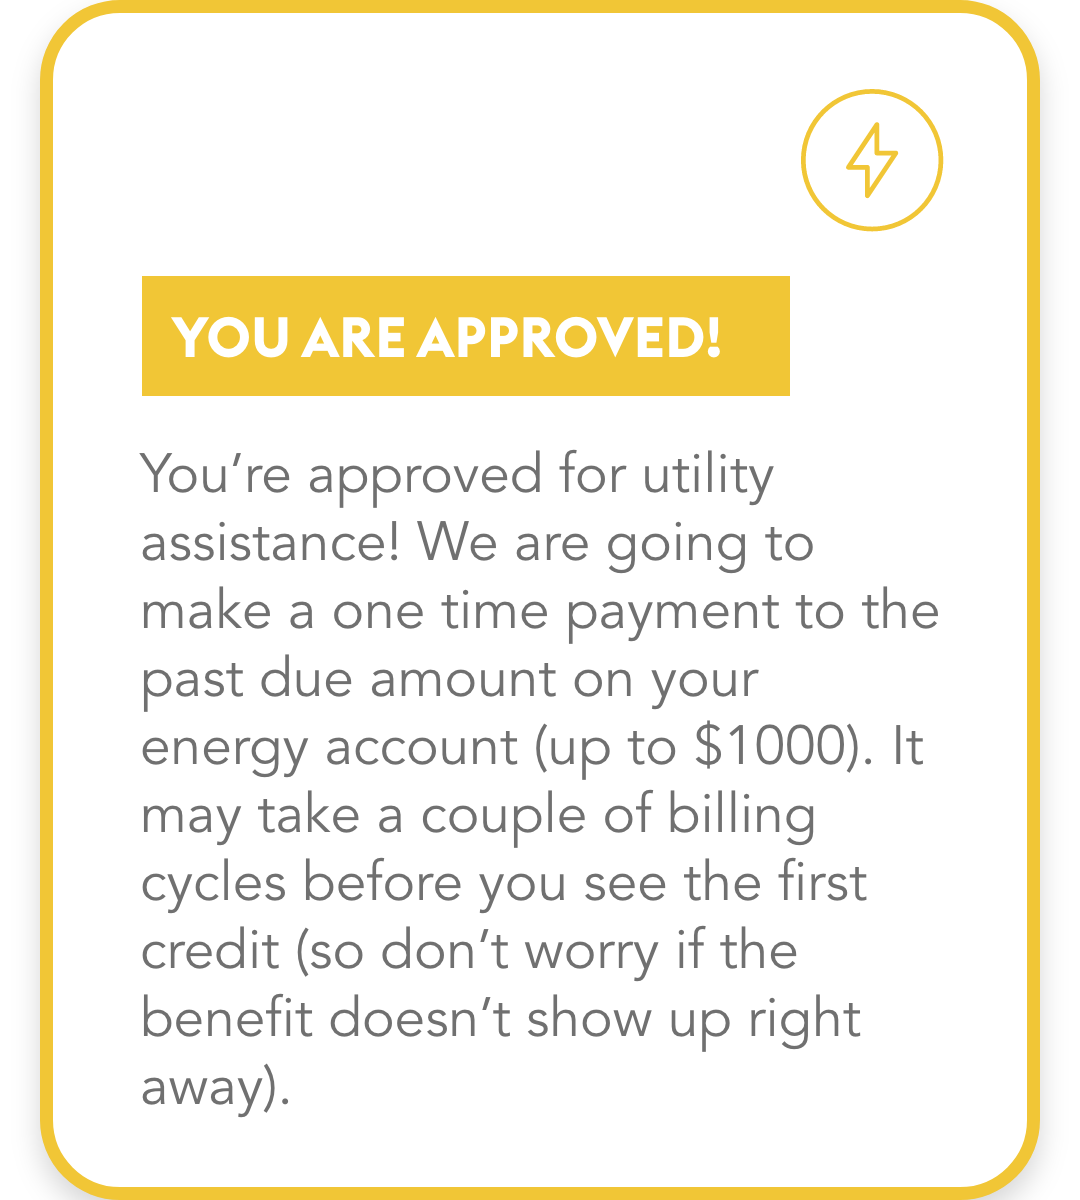 YOU ARE APPROVED!
You’re approved for utility
assistance! We are going to
make a one time payment to the
past due amount on your
energy account (up to $1000). It
may take a couple of billing
cycles before you see the first
credit (so don’t worry if the
benefit doesn’t show up right
away).